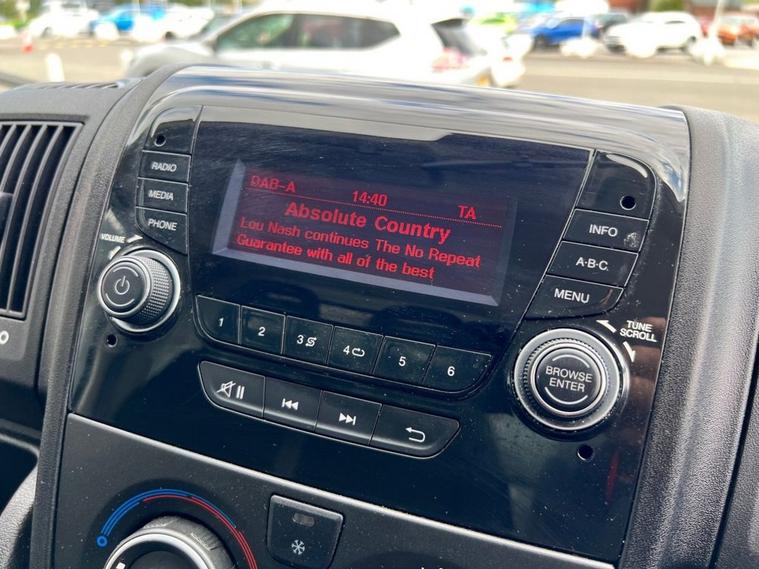 DAB-A 14:40 TA
Absolute Country
Lou Nash continues The No Repeat
Guarantee with all of the best
RADIO
MEDIA
PHONE
VOLUME
INFO
A·B·C.
MENU
TUNE
SCROLL
BROWSE
ENTER
1 2 3 4 5 6